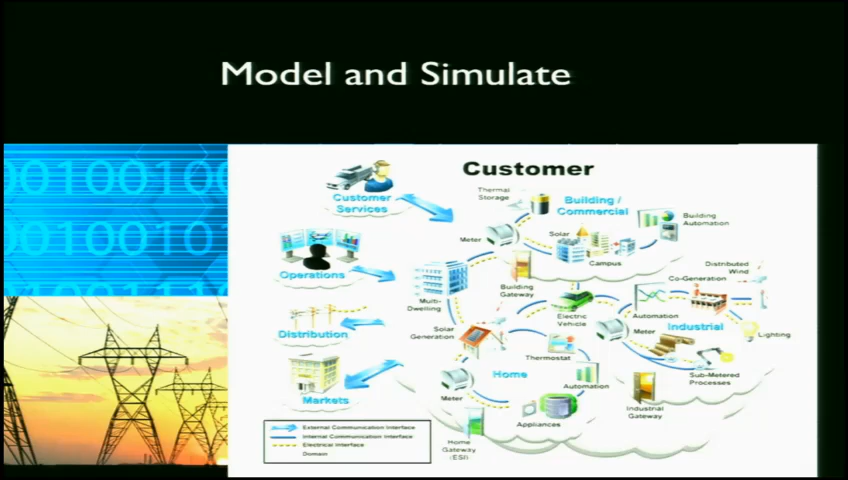 Model and Simulate
Customer
Customer
Services
Operations
Distribution
Markets
Thermal
Storage
Building /
Commercial
Building
Automation
Meter
Solar
Campus
Distributed
Wind
Building
Gateway
Co-Generation
Multi-
Dwelling
Electric
Vehicle
Automation
Meter
Industrial
Lighting
Solar
Generation
Thermostat
Home
Automation
Sub-Metered
Processes
Meter
Appliances
Industrial
Gateway
Home
Gateway
(ESI)
External Communication Interface
Internal Communication Interface
Electrical Interface
Domain
00100100
00100101